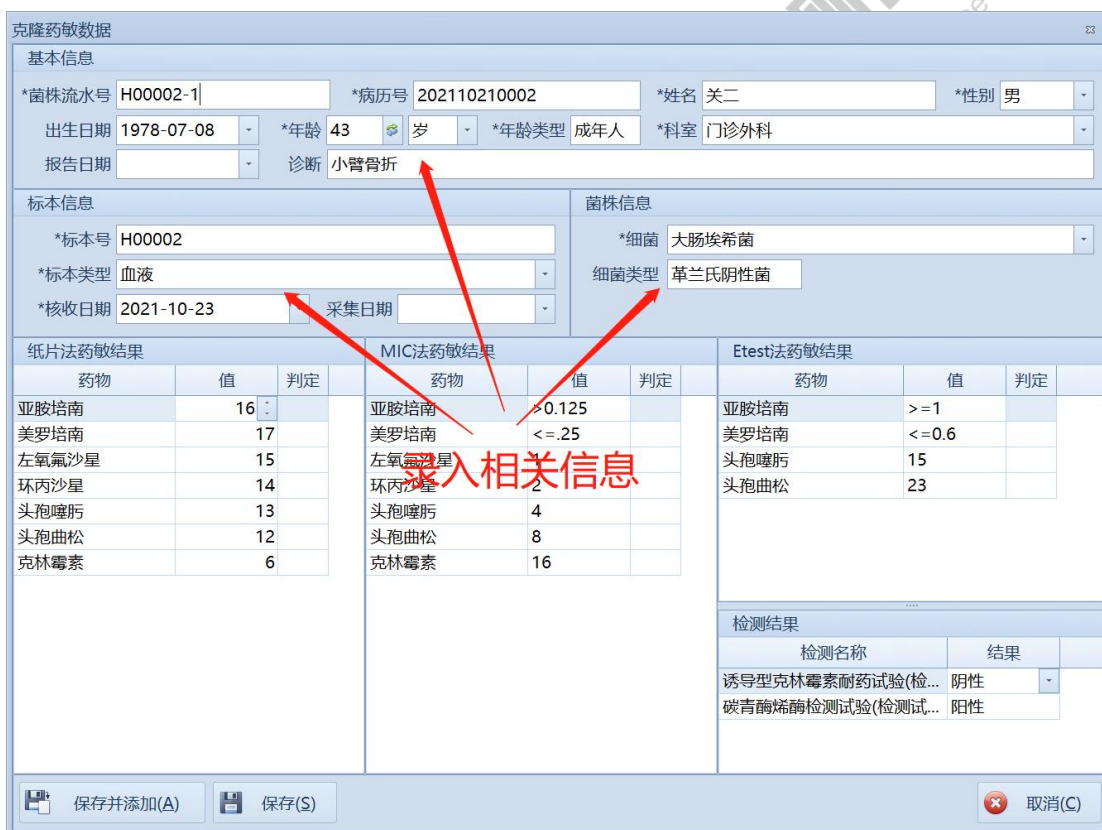 克隆药敏数据
基本信息
*菌株流水号 H00002-1 *病历号 202110210002 *姓名 关二 *性别 男
出生日期 1978-07-08 *年龄 43 岁 *年龄类型 成年人 *科室 门诊外科
报告日期 诊断 小臂骨折
标本信息 菌株信息
*标本号 H00002 *细菌 大肠埃希菌
*标本类型 血液 细菌类型 革兰氏阴性菌
*核收日期 2021-10-23 采集日期
纸片法药敏结果 MIC法药敏结果 Etest法药敏结果
药物 值 判定 药物 值 判定 药物 值 判定
亚胺培南 16 亚胺培南 >0.125 亚胺培南 >=1
美罗培南 17 美罗培南 <=.25 美罗培南 <=0.6
左氧氟沙星 15 左氧氟沙星 1 头孢噻肟 15
环丙沙星 14 环丙沙星 2 头孢曲松 23
头孢噻肟 13 头孢噻肟 4
头孢曲松 12 头孢曲松 8
克林霉素 6 克林霉素 16
录入相关信息
检测结果
检测名称 结果
诱导型克林霉素耐药试验(检... 阴性
碳青酶烯酶检测试验(检测试... 阳性
保存并添加(A) 保存(S) 取消(C)